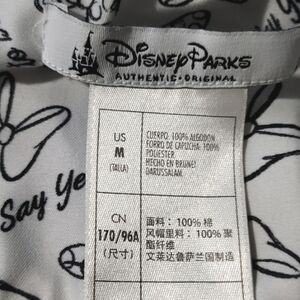 Disney Parks
AUTHENTIC • ORIGINAL
US
M
(TALLA)
CUERPO: 100% ALGODON
FORRO DE CAPUCHA: 100%
POLIESTER
HECHO EN BRUNEI
DARUSSALAM.
Say Ye
CN
170/96A
(尺寸)
面料：100% 棉
风帽里料：100% 聚
酯纤维
文莱达鲁萨兰国制造